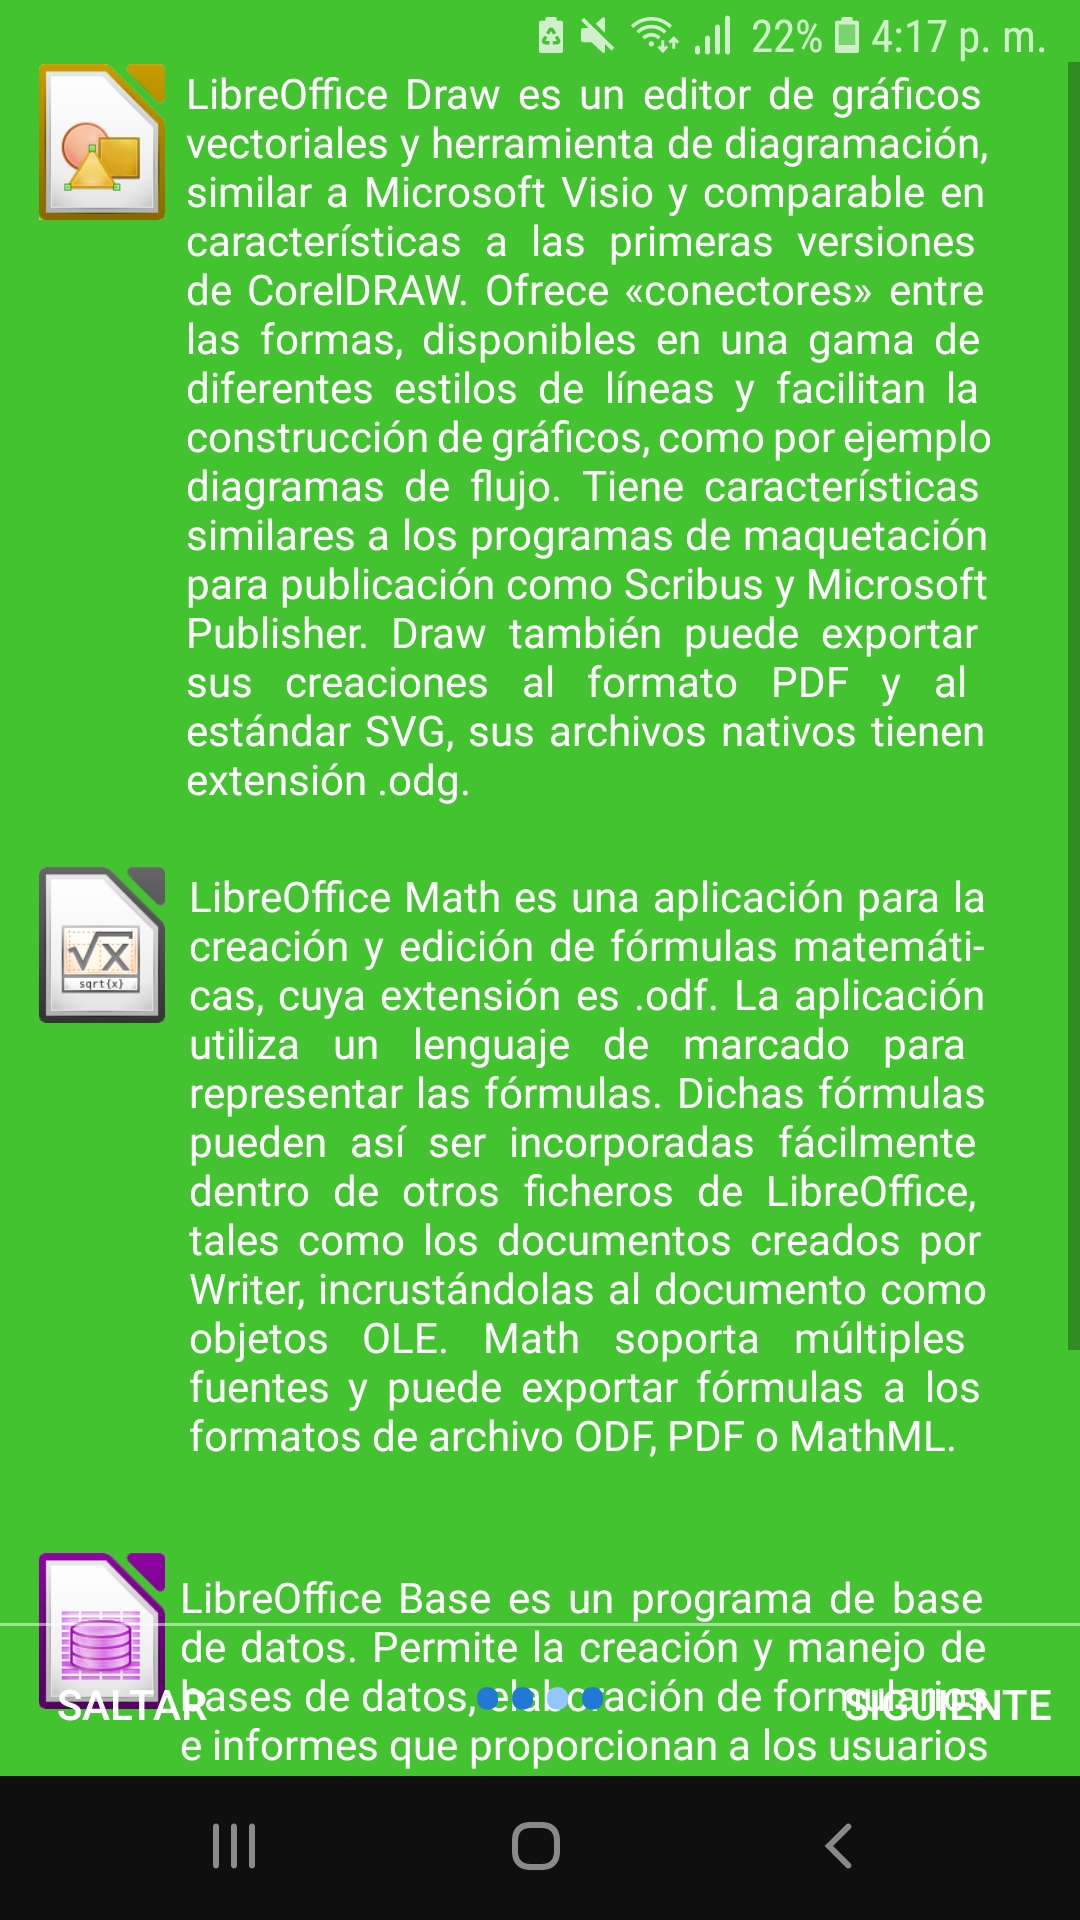 22% 4:17 p. m.
LibreOffice Draw es un editor de gráficos
vectoriales y herramienta de diagramación,
similar a Microsoft Visio y comparable en
características a las primeras versiones
de CorelDRAW. Ofrece «conectores» entre
las formas, disponibles en una gama de
diferentes estilos de líneas y facilitan la
construcción de gráficos, como por ejemplo
diagramas de flujo. Tiene características
similares a los programas de maquetación
para publicación como Scribus y Microsoft
Publisher. Draw también puede exportar
sus creaciones al formato PDF y al
estándar SVG, sus archivos nativos tienen
extensión .odg.
LibreOffice Math es una aplicación para la
creación y edición de fórmulas matemáti-
cas, cuya extensión es .odf. La aplicación
utiliza un lenguaje de marcado para
representar las fórmulas. Dichas fórmulas
pueden así ser incorporadas fácilmente
dentro de otros ficheros de LibreOffice,
tales como los documentos creados por
Writer, incrustándolas al documento como
objetos OLE. Math soporta múltiples
fuentes y puede exportar fórmulas a los
formatos de archivo ODF, PDF o MathML.
√x
sqrt{x}
LibreOffice Base es un programa de base
de datos. Permite la creación y manejo de
bases de datos, elaboración de formularios
e informes que proporcionan a los usuarios
SALTAR
SIGUIENTE